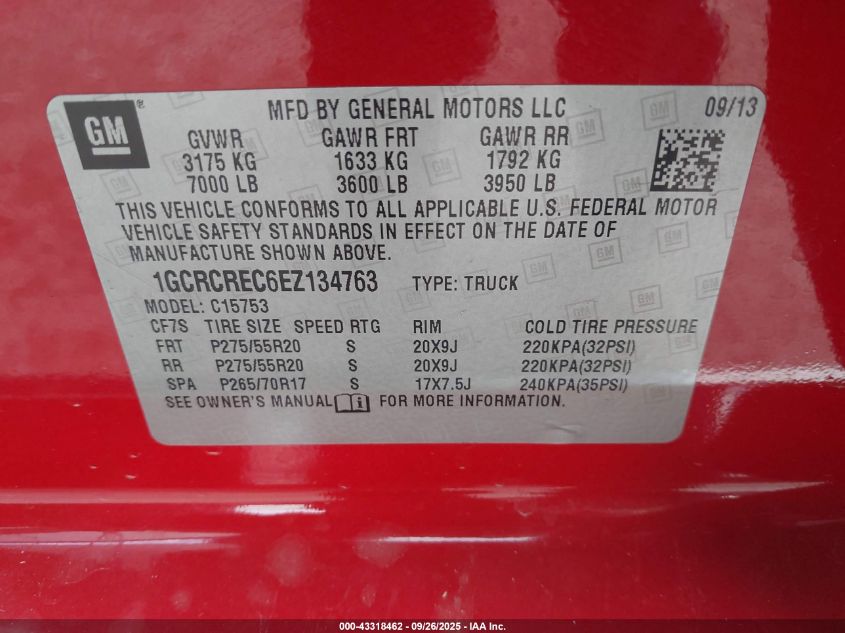 GM ® MFD BY GENERAL MOTORS LLC 09/13
GVWR GAWR FRT GAWR RR
3175 KG 1633 KG 1792 KG
7000 LB 3600 LB 3950 LB
THIS VEHICLE CONFORMS TO ALL APPLICABLE U.S. FEDERAL MOTOR
VEHICLE SAFETY STANDARDS IN EFFECT ON THE DATE OF
MANUFACTURE SHOWN ABOVE.
1GCRCREC6EZ134763 TYPE: TRUCK
MODEL: C15753
CF7S TIRE SIZE SPEED RTG RIM COLD TIRE PRESSURE
FRT P275/55R20 S 20X9J 220KPA(32PSI)
RR P275/55R20 S 20X9J 220KPA(32PSI)
SPA P265/70R17 S 17X7.5J 240KPA(35PSI)
SEE OWNER'S MANUAL FOR MORE INFORMATION.
000-43318462 - 09/26/2025 - IAA Inc.